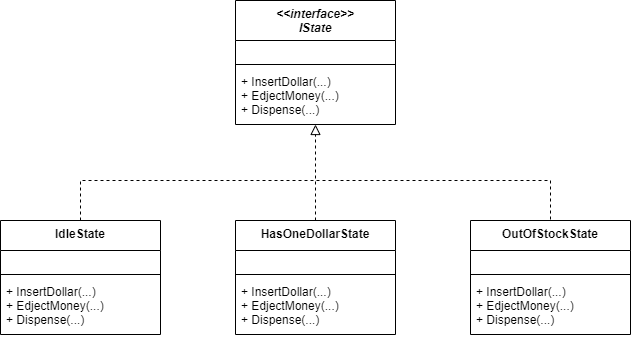 <<interface>>
IState
+ InsertDollar(...)
+ EdjectMoney(...)
+ Dispense(...)
IdleState
+ InsertDollar(...)
+ EdjectMoney(...)
+ Dispense(...)
HasOneDollarState
+ InsertDollar(...)
+ EdjectMoney(...)
+ Dispense(...)
OutOfStockState
+ InsertDollar(...)
+ EdjectMoney(...)
+ Dispense(...)